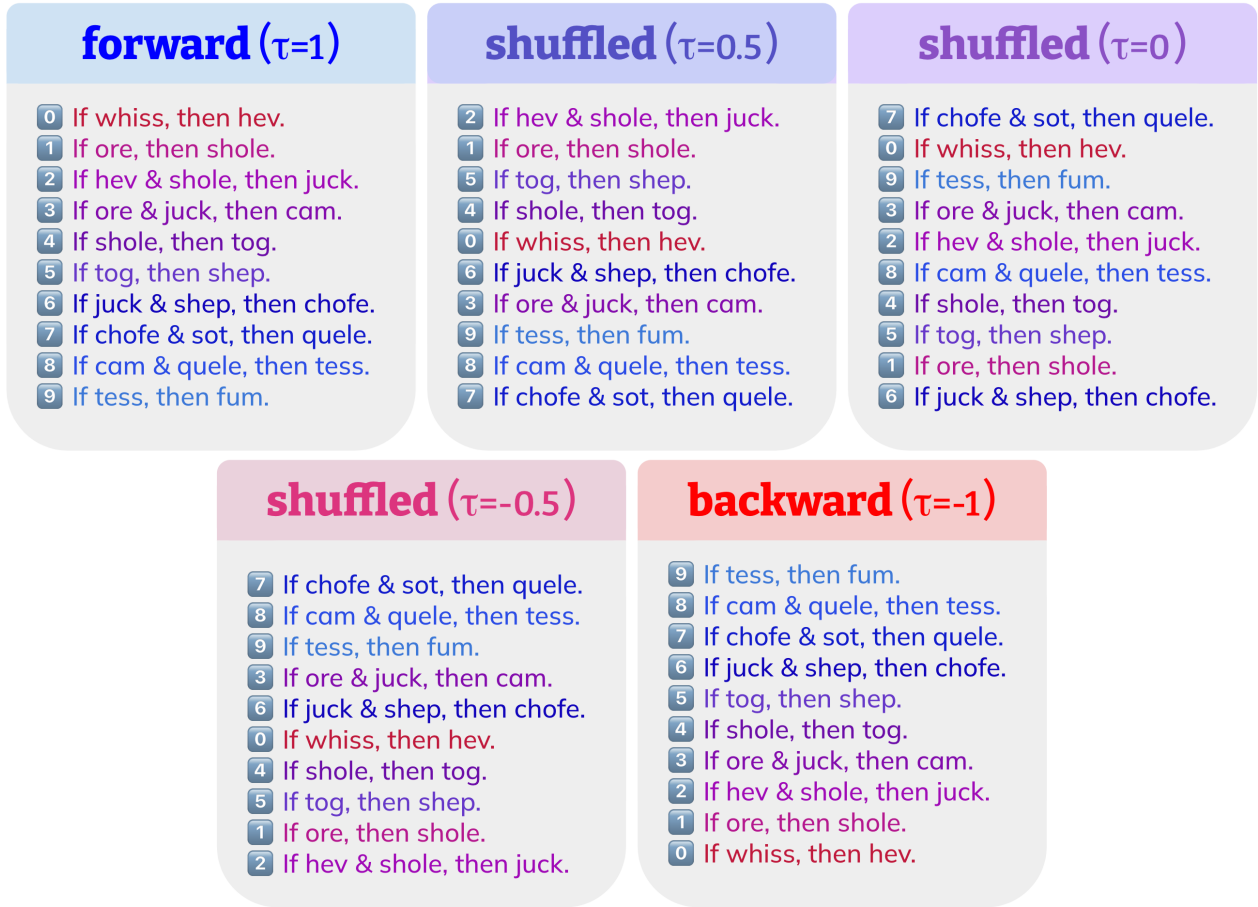 forward (τ=1)
0 If whiss, then hev.
1 If ore, then shole.
2 If hev & shole, then juck.
3 If ore & juck, then cam.
4 If shole, then tog.
5 If tog, then shep.
6 If juck & shep, then chofe.
7 If chofe & sot, then quele.
8 If cam & quele, then tess.
9 If tess, then fum.
shuffled (τ=0.5)
2 If hev & shole, then juck.
1 If ore, then shole.
5 If tog, then shep.
4 If shole, then tog.
0 If whiss, then hev.
6 If juck & shep, then chofe.
3 If ore & juck, then cam.
9 If tess, then fum.
8 If cam & quele, then tess.
7 If chofe & sot, then quele.
shuffled (τ=0)
7 If chofe & sot, then quele.
0 If whiss, then hev.
9 If tess, then fum.
3 If ore & juck, then cam.
2 If hev & shole, then juck.
8 If cam & quele, then tess.
4 If shole, then tog.
5 If tog, then shep.
1 If ore, then shole.
6 If juck & shep, then chofe.
shuffled (τ=-0.5)
7 If chofe & sot, then quele.
8 If cam & quele, then tess.
9 If tess, then fum.
3 If ore & juck, then cam.
6 If juck & shep, then chofe.
0 If whiss, then hev.
4 If shole, then tog.
5 If tog, then shep.
1 If ore, then shole.
2 If hev & shole, then juck.
backward (τ=-1)
9 If tess, then fum.
8 If cam & quele, then tess.
7 If chofe & sot, then quele.
6 If juck & shep, then chofe.
5 If tog, then shep.
4 If shole, then tog.
3 If ore & juck, then cam.
2 If hev & shole, then juck.
1 If ore, then shole.
0 If whiss, then hev.